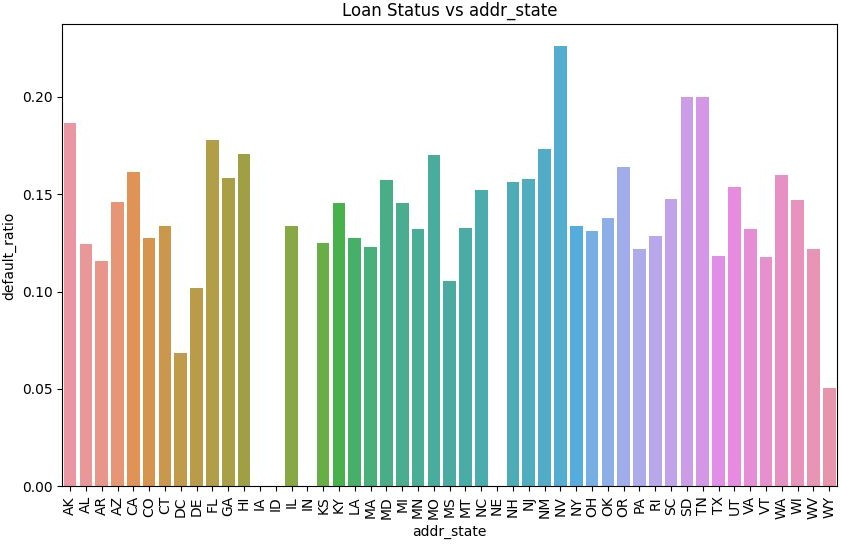 Loan Status vs addr_state
default_ratio
0.20
0.15
0.10
0.05
0.00
AK AL AR AZ CA CO CT DC DE FL GA HI IA ID IL IN KS KY LA MA MD MI MN MO MS MT NC NE NH NJ NM NV NY OH OK OR PA RI SC SD TN TX UT VA VT WA WI WV WY
addr_state